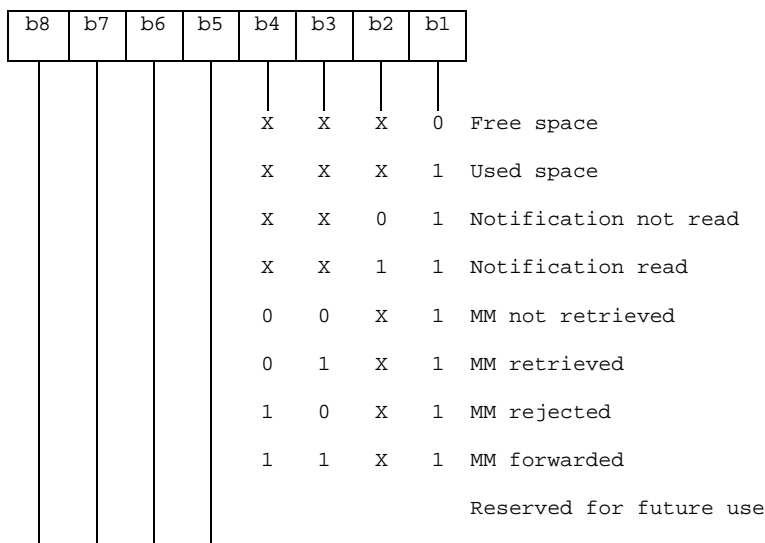 b8 b7 b6 b5 b4 b3 b2 b1
X X X 0 Free space
X X X 1 Used space
X X 0 1 Notification not read
X X 1 1 Notification read
0 0 X 1 MM not retrieved
0 1 X 1 MM retrieved
1 0 X 1 MM rejected
1 1 X 1 MM forwarded
Reserved for future use